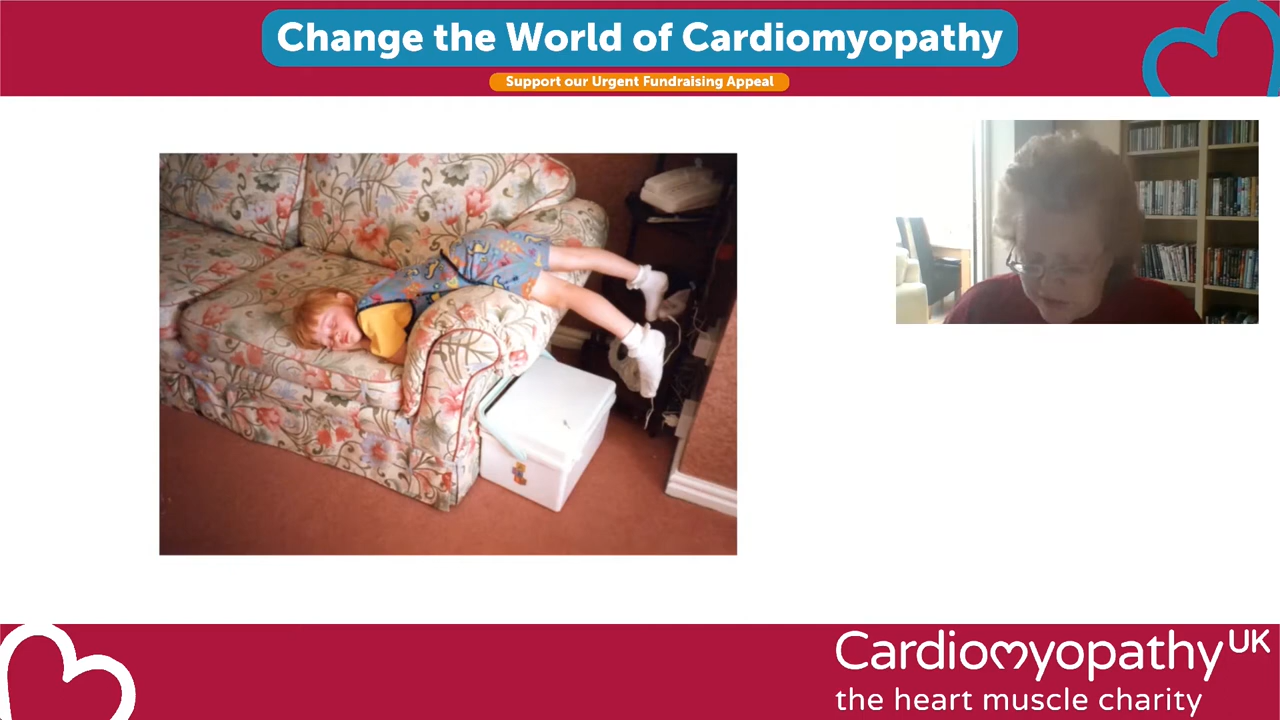 Change the World of Cardiomyopathy
Support our Urgent Fundraising Appeal
Cardiomyopathy UK
the heart muscle charity